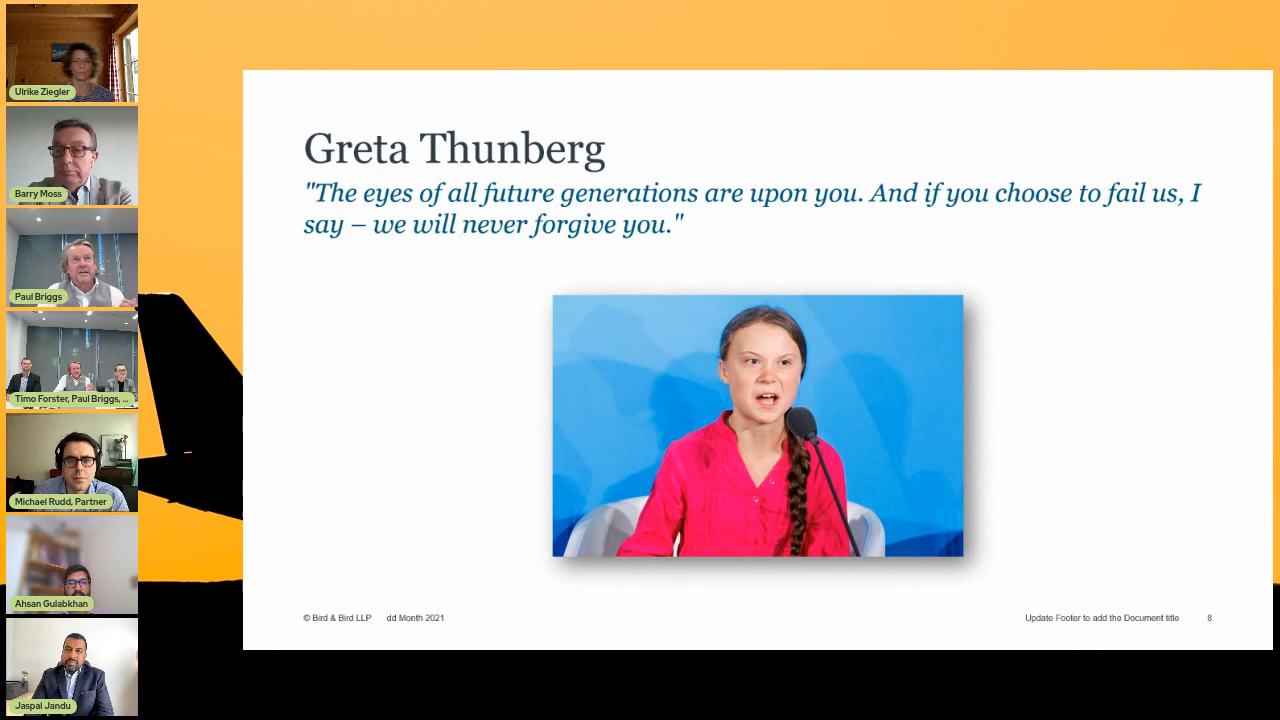 Ulrike Ziegler
Barry Moss
Paul Briggs
Timo Forster, Paul Briggs, ...
Michael Rudd, Partner
Ahsan Gulabkhan
Jaspal Jandu
Greta Thunberg
"The eyes of all future generations are upon you. And if you choose to fail us, I
say – we will never forgive you."
© Bird & Bird LLP dd Month 2021
Update Footer to add the Document title 8